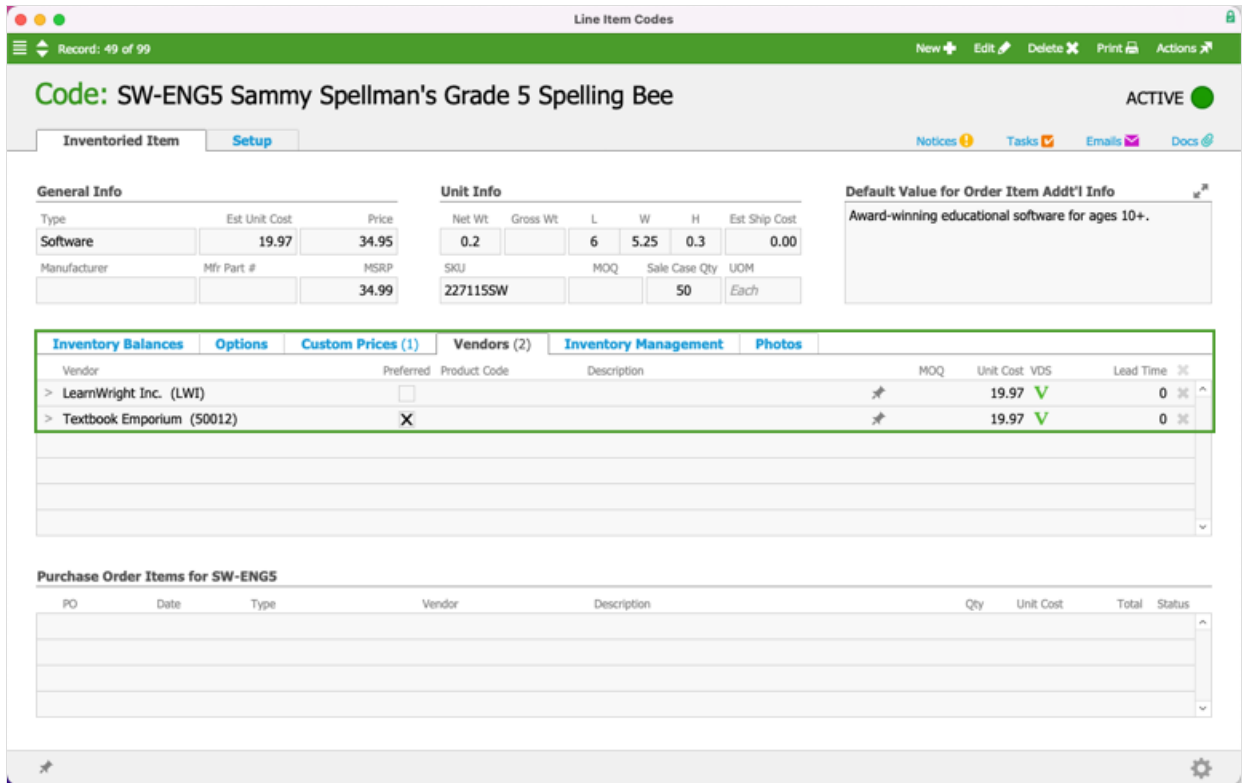 Line Item Codes
Record: 49 of 99 New Edit Delete Print Actions
Code: SW-ENG5 Sammy Spellman's Grade 5 Spelling Bee ACTIVE
Inventoried Item Setup Notices Tasks Emails Docs
General Info Unit Info Default Value for Order Item Addt'l Info
Type Est Unit Cost Price Net Wt Gross Wt L W H Est Ship Cost Award-winning educational software for ages 10+.
Software 19.97 34.95 0.2 6 5.25 0.3 0.00
Manufacturer Mfr Part # MSRP SKU MOQ Sale Case Qty UOM
34.99 227115SW 50 Each
Inventory Balances Options Custom Prices (1) Vendors (2) Inventory Management Photos
Vendor Preferred Product Code Description MOQ Unit Cost VDS Lead Time
> LearnWright Inc. (LWI) 19.97 V 0
> Textbook Emporium (50012) X 19.97 V 0
Purchase Order Items for SW-ENG5
PO Date Type Vendor Description Qty Unit Cost Total Status